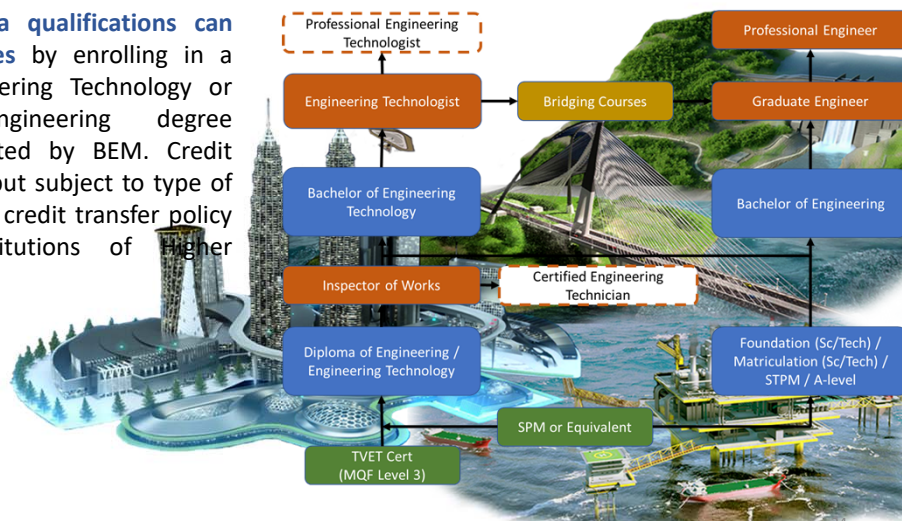 a qualifications can
es by enrolling in a
ering Technology or
ngineering degree
ted by BEM. Credit
out subject to type of
credit transfer policy
titutions of Higher
Professional Engineering
Technologist
Professional Engineer
Engineering Technologist
Bridging Courses
Graduate Engineer
Bachelor of Engineering
Technology
Bachelor of Engineering
Inspector of Works
Certified Engineering
Technician
Diploma of Engineering /
Engineering Technology
Foundation (Sc/Tech) /
Matriculation (Sc/Tech) /
STPM / A-level
SPM or Equivalent
TVET Cert
(MQF Level 3)